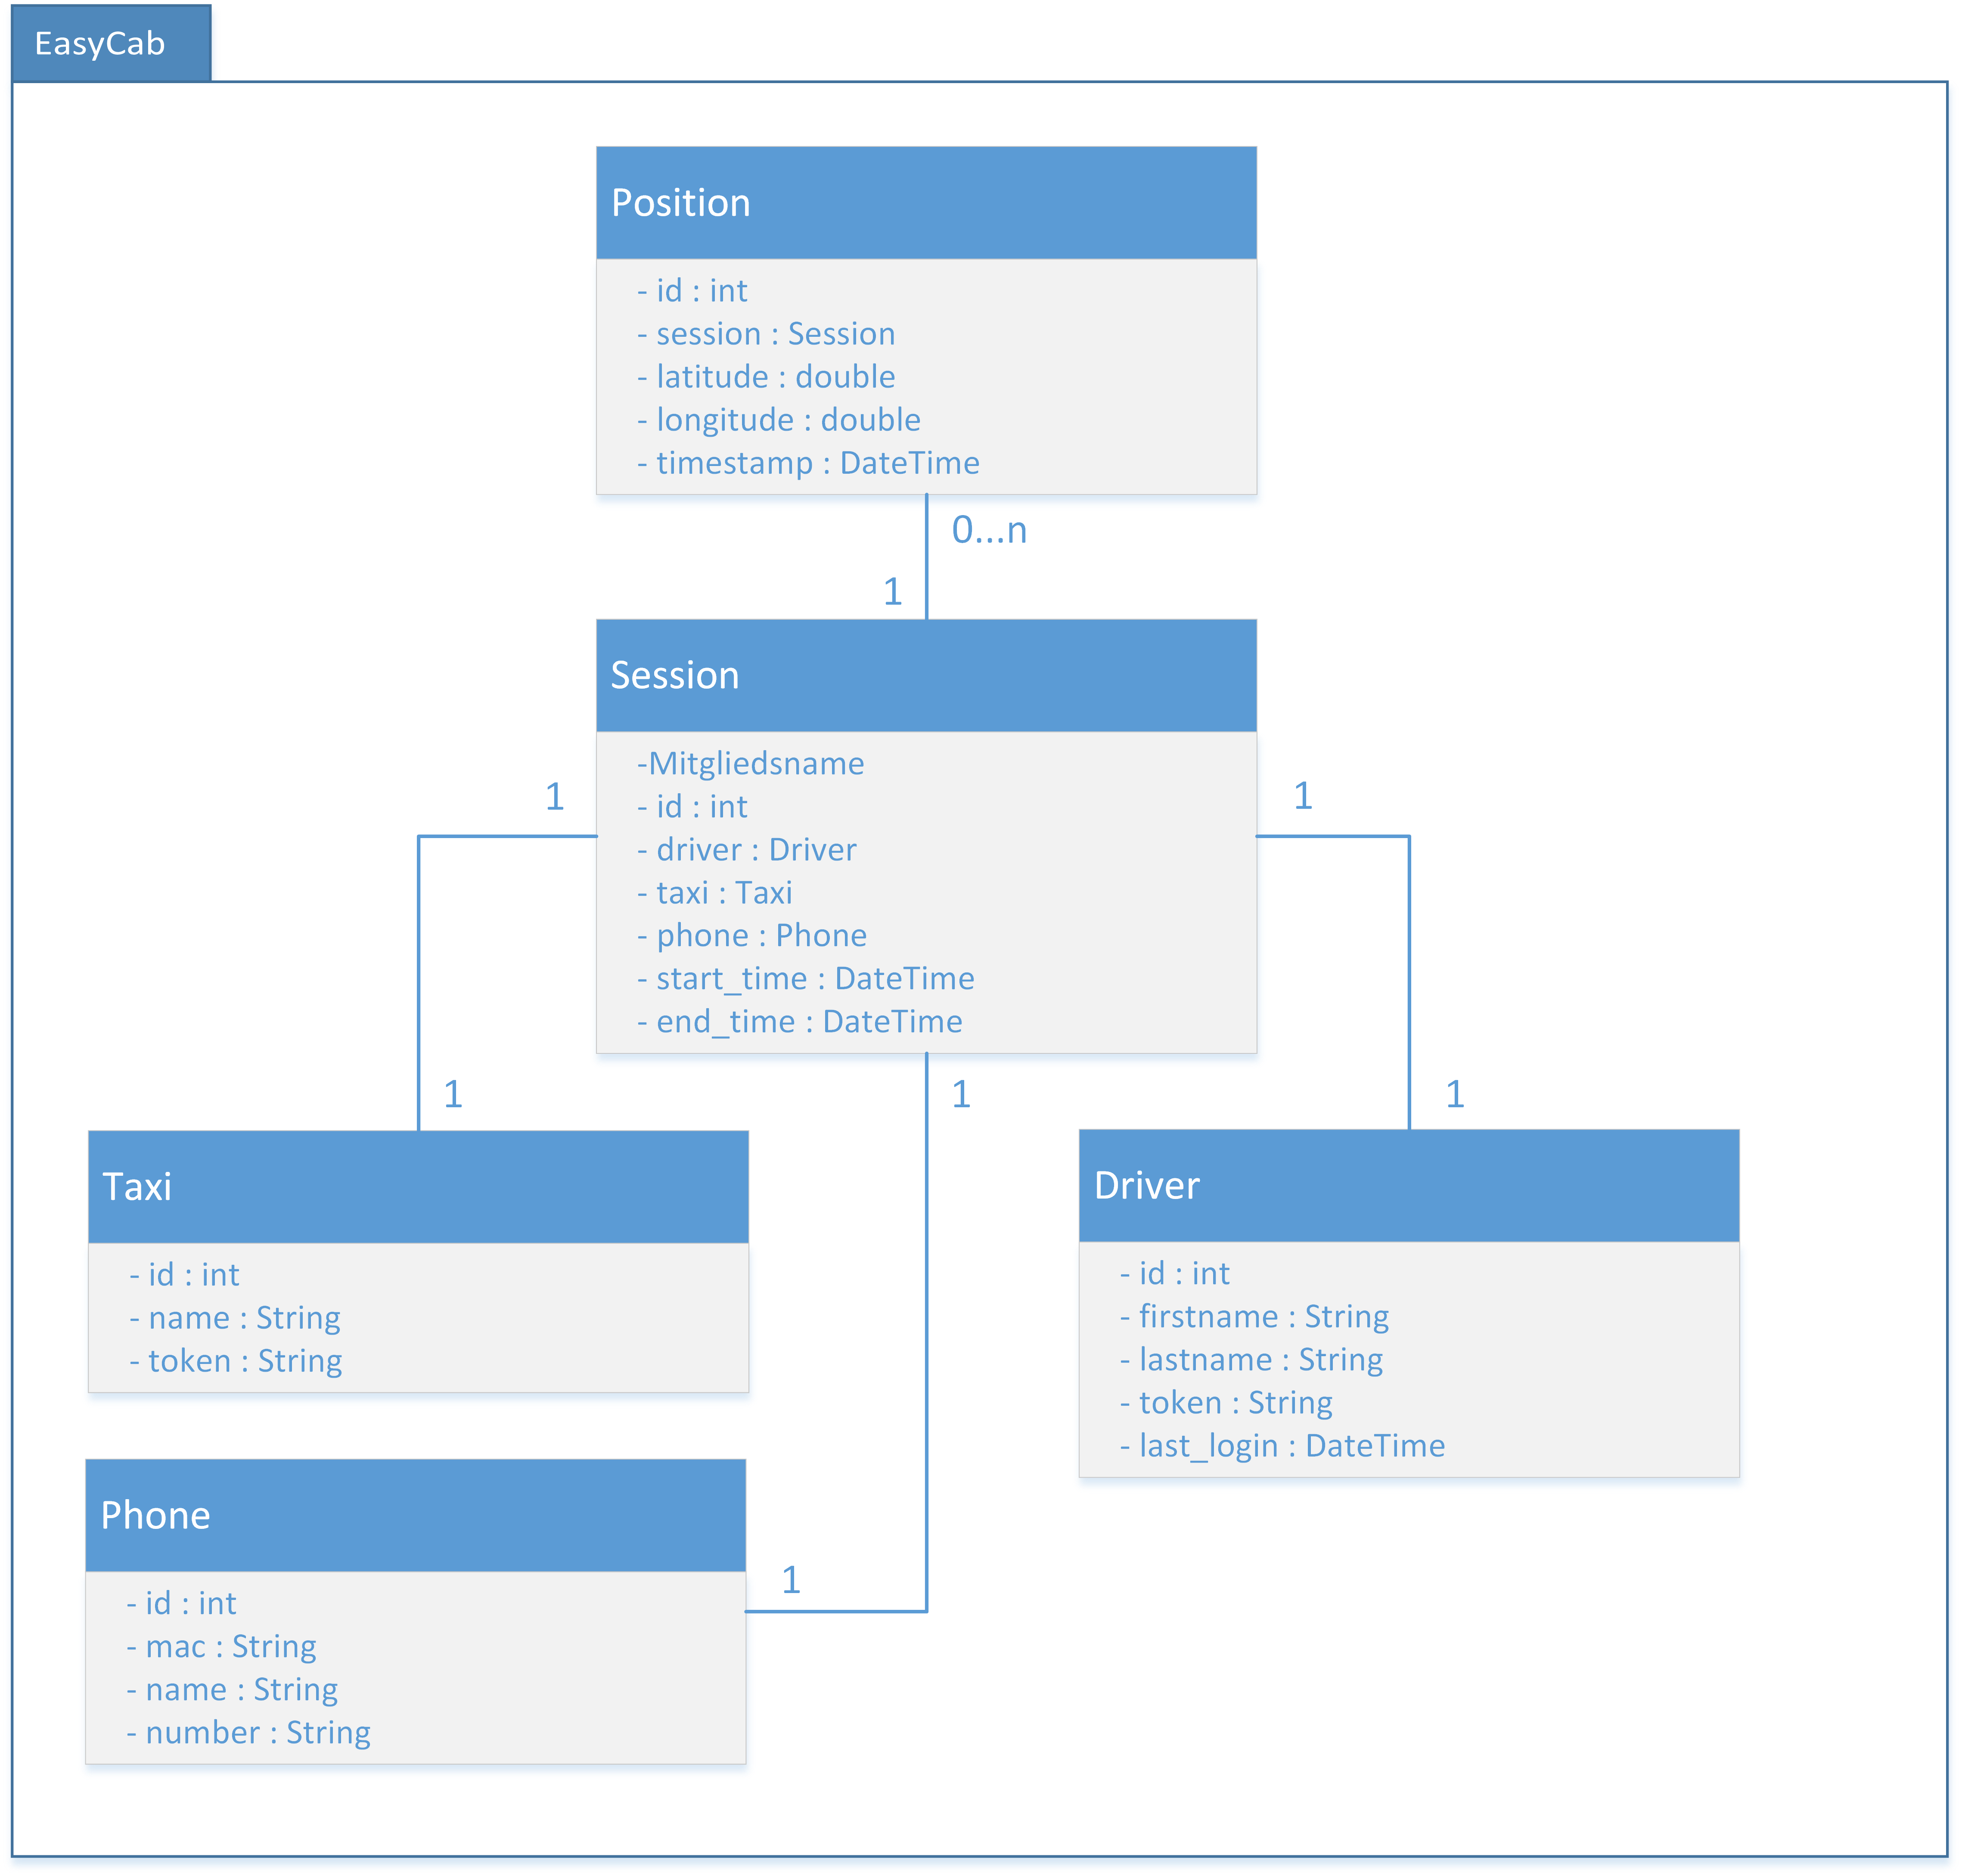 EasyCab
Position
- id : int
- session : Session
- latitude : double
- longitude : double
- timestamp : DateTime
0...n
1
Session
-Mitgliedsname
- id : int
- driver : Driver
- taxi : Taxi
- phone : Phone
- start_time : DateTime
- end_time : DateTime
1
1
1
1
1
Taxi
- id : int
- name : String
- token : String
Driver
- id : int
- firstname : String
- lastname : String
- token : String
- last_login : DateTime
Phone
- id : int
- mac : String
- name : String
- number : String
1